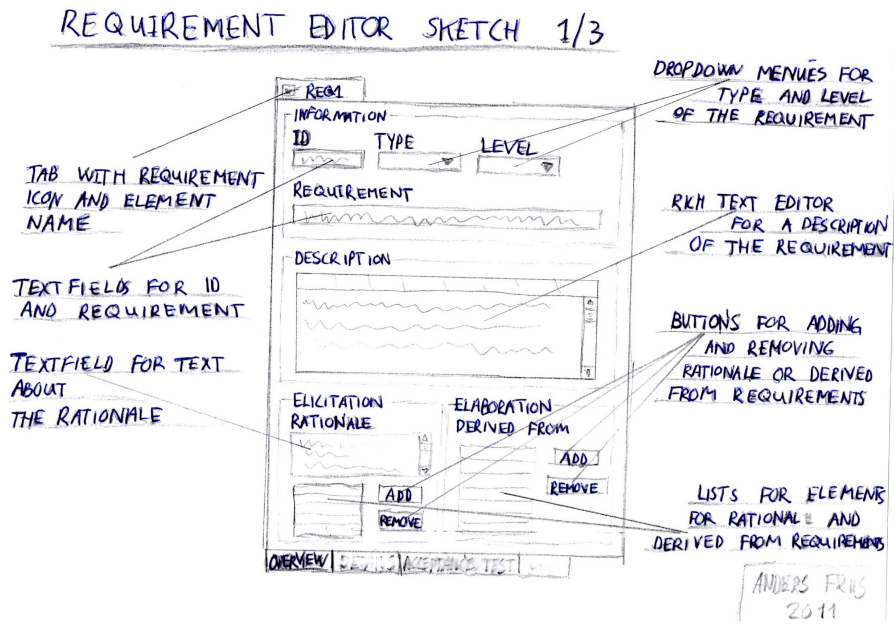 REQUIREMENT EDITOR SKETCH 1/3
DROPDOWN MENUES FOR
TYPE AND LEVEL
OF THE REQUIREMENT
REQ1
INFORMATION
ID TYPE LEVEL
REQUIREMENT
TAB WITH REQUIREMENT
ICON AND ELEMENT
NAME
RICH TEXT EDITOR
FOR A DESCRIPTION
OF THE REQUIREMENT
DESCRIPTION
TEXTFIELDS FOR ID
AND REQUIREMENT
BUTTONS FOR ADDING
AND REMOVING
RATIONALE OR DERIVED
FROM REQUIREMENTS
TEXTFIELD FOR TEXT
ABOUT
THE RATIONALE
ELICITATION
RATIONALE
ADD
REMOVE
ELABORATION
DERIVED FROM
ADD
REMOVE
LISTS FOR ELEMENTS
FOR RATIONALE AND
DERIVED FROM REQUIREMENTS
OVERVIEW DETAILS ACCEPTANCE TEST
ANDERS FRIIS
2011